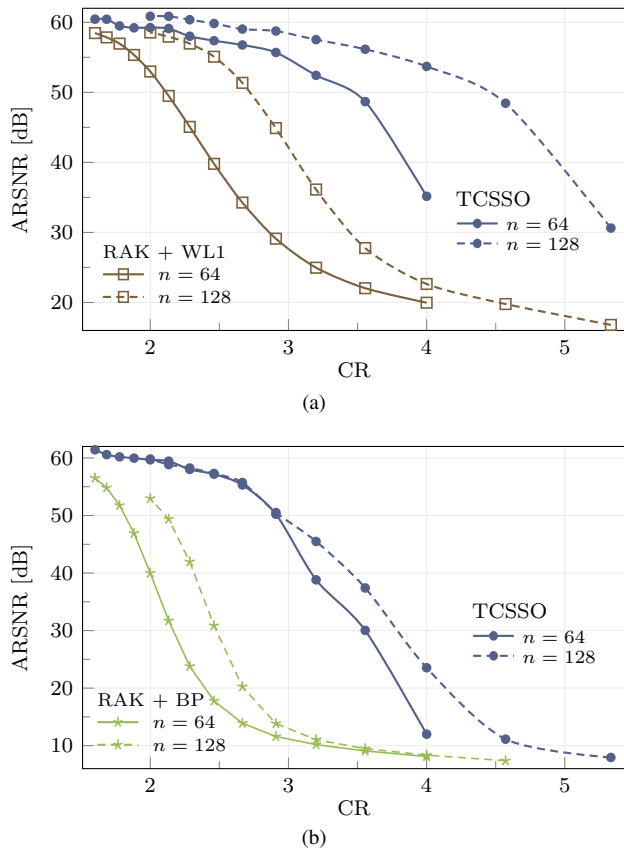 60
50
40
30
20
ARSNR [dB]
TCSSO
n = 64
n = 128
RAK + WL1
n = 64
n = 128
2
3
4
5
CR
(a)
60
50
40
30
20
10
ARSNR [dB]
TCSSO
n = 64
n = 128
RAK + BP
n = 64
n = 128
2
3
4
5
CR
(b)